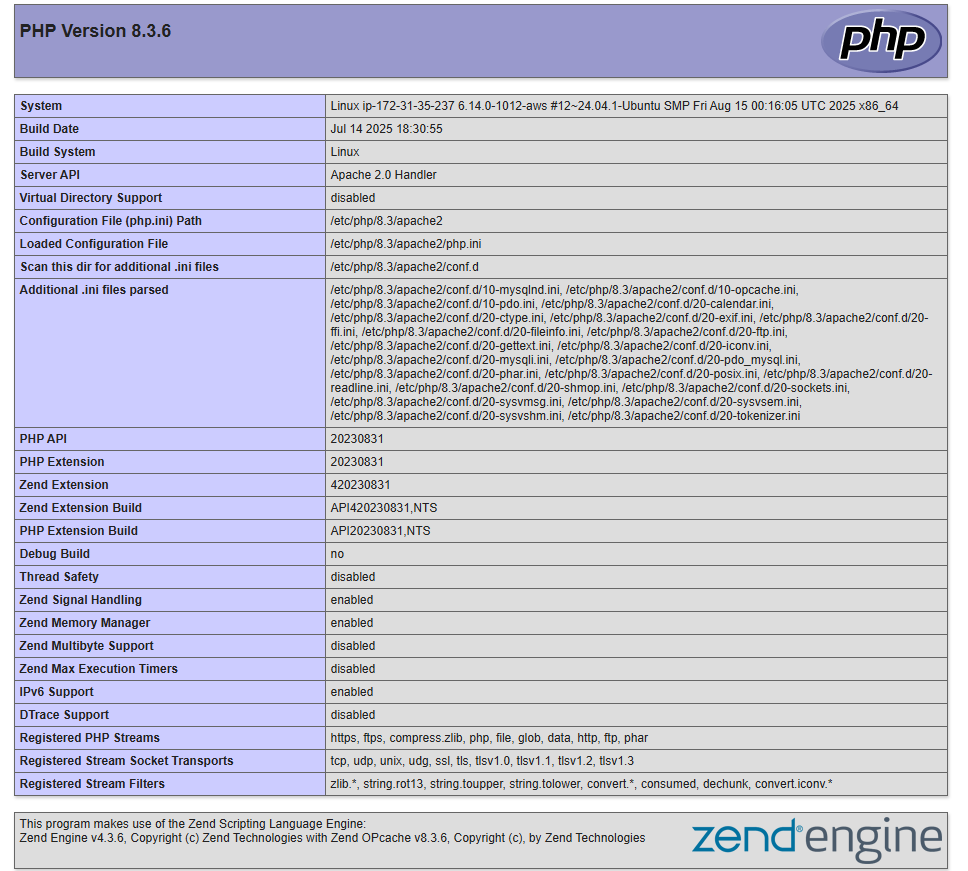 PHP Version 8.3.6
php
System Linux ip-172-31-35-237 6.14.0-1012-aws #12~24.04.1-Ubuntu SMP Fri Aug 15 00:16:05 UTC 2025 x86_64
Build Date Jul 14 2025 18:30:55
Build System Linux
Server API Apache 2.0 Handler
Virtual Directory Support disabled
Configuration File (php.ini) Path /etc/php/8.3/apache2
Loaded Configuration File /etc/php/8.3/apache2/php.ini
Scan this dir for additional .ini files /etc/php/8.3/apache2/conf.d
Additional .ini files parsed /etc/php/8.3/apache2/conf.d/10-mysqlnd.ini, /etc/php/8.3/apache2/conf.d/10-opcache.ini,
/etc/php/8.3/apache2/conf.d/10-pdo.ini, /etc/php/8.3/apache2/conf.d/20-calendar.ini,
/etc/php/8.3/apache2/conf.d/20-ctype.ini, /etc/php/8.3/apache2/conf.d/20-exif.ini, /etc/php/8.3/apache2/conf.d/20-
ffi.ini, /etc/php/8.3/apache2/conf.d/20-fileinfo.ini, /etc/php/8.3/apache2/conf.d/20-ftp.ini,
/etc/php/8.3/apache2/conf.d/20-gettext.ini, /etc/php/8.3/apache2/conf.d/20-iconv.ini,
/etc/php/8.3/apache2/conf.d/20-mysqli.ini, /etc/php/8.3/apache2/conf.d/20-pdo_mysql.ini,
/etc/php/8.3/apache2/conf.d/20-phar.ini, /etc/php/8.3/apache2/conf.d/20-posix.ini, /etc/php/8.3/apache2/conf.d/20-
readline.ini, /etc/php/8.3/apache2/conf.d/20-shmop.ini, /etc/php/8.3/apache2/conf.d/20-sockets.ini,
/etc/php/8.3/apache2/conf.d/20-sysvmsg.ini, /etc/php/8.3/apache2/conf.d/20-sysvsem.ini,
/etc/php/8.3/apache2/conf.d/20-sysvshm.ini, /etc/php/8.3/apache2/conf.d/20-tokenizer.ini
PHP API 20230831
PHP Extension 20230831
Zend Extension 420230831
Zend Extension Build API420230831,NTS
PHP Extension Build API20230831,NTS
Debug Build no
Thread Safety disabled
Zend Signal Handling enabled
Zend Memory Manager enabled
Zend Multibyte Support disabled
Zend Max Execution Timers disabled
IPv6 Support enabled
DTrace Support disabled
Registered PHP Streams https, ftps, compress.zlib, php, file, glob, data, http, ftp, phar
Registered Stream Socket Transports tcp, udp, unix, udg, ssl, tls, tlsv1.0, tlsv1.1, tlsv1.2, tlsv1.3
Registered Stream Filters zlib.*, string.rot13, string.toupper, string.tolower, convert.*, consumed, dechunk, convert.iconv.*
This program makes use of the Zend Scripting Language Engine:
Zend Engine v4.3.6, Copyright (c) Zend Technologies with Zend OPcache v8.3.6, Copyright (c), by Zend Technologies
zend® engine